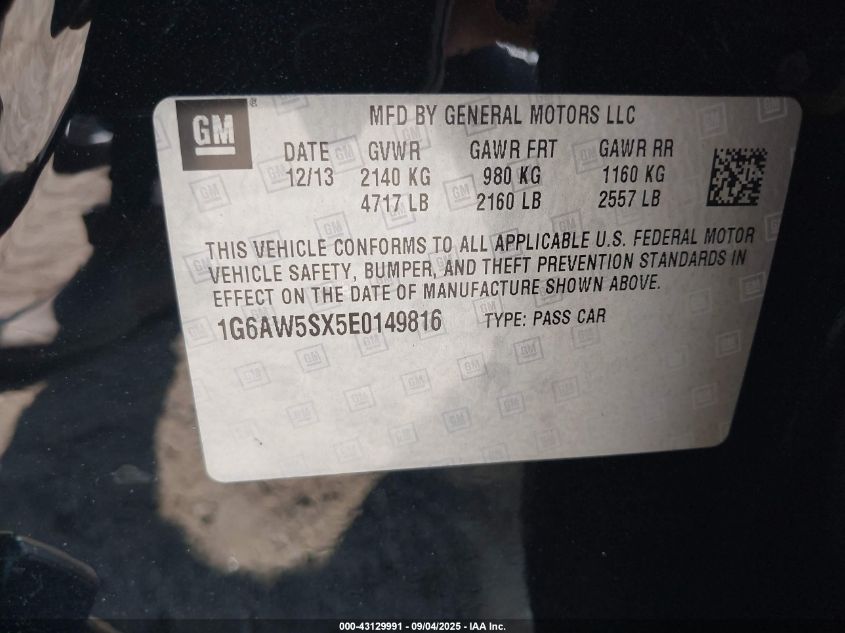 GM ®
MFD BY GENERAL MOTORS LLC
DATE GVWR GAWR FRT GAWR RR
12/13 2140 KG 980 KG 1160 KG
4717 LB 2160 LB 2557 LB
THIS VEHICLE CONFORMS TO ALL APPLICABLE U.S. FEDERAL MOTOR
VEHICLE SAFETY, BUMPER, AND THEFT PREVENTION STANDARDS IN
EFFECT ON THE DATE OF MANUFACTURE SHOWN ABOVE.
1G6AW5SX5E0149816 TYPE: PASS CAR
000-43129991 - 09/04/2025 - IAA Inc.